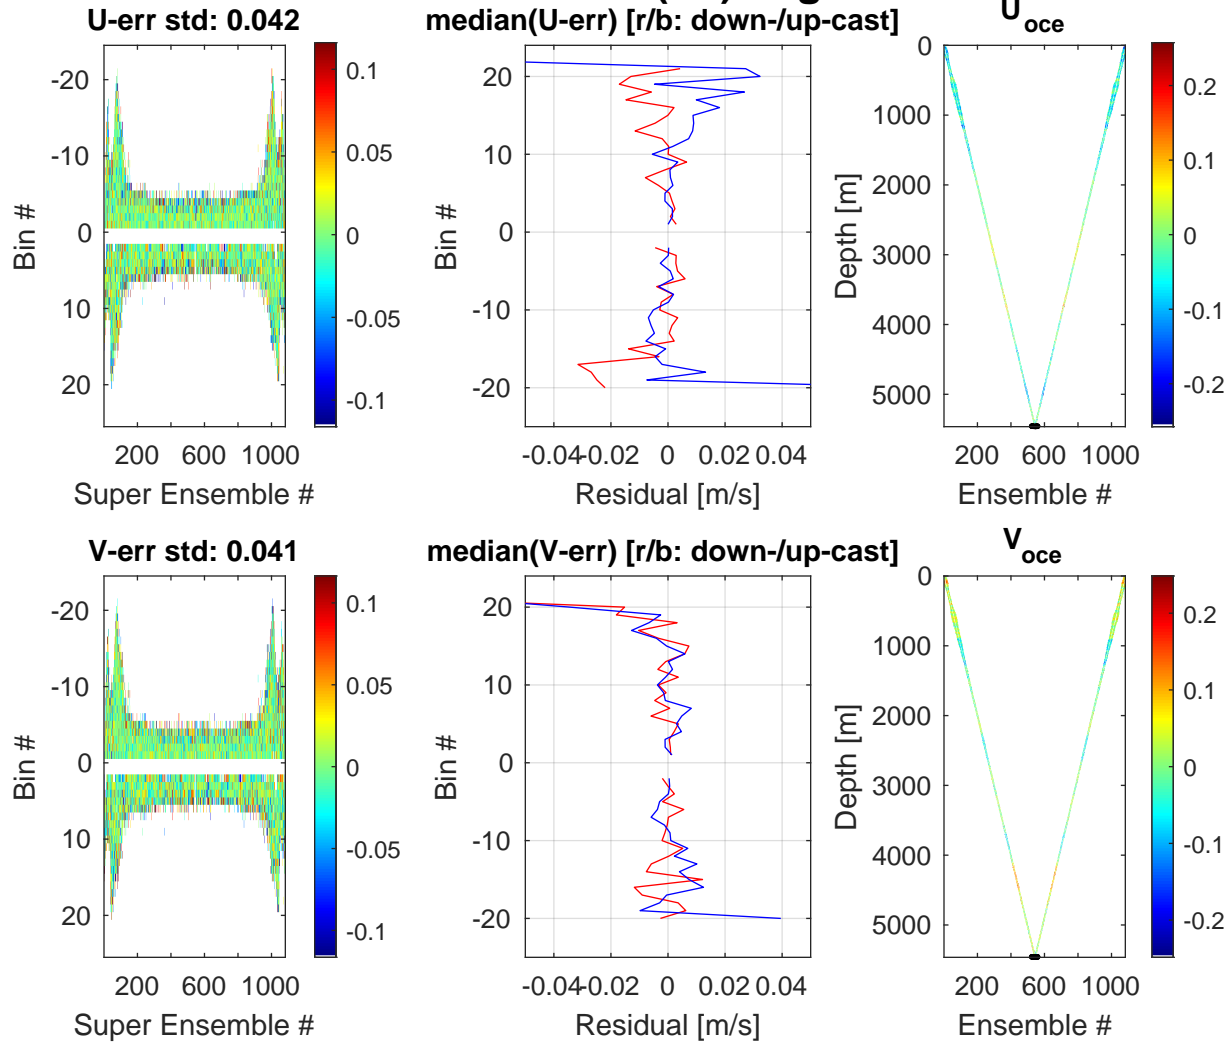 U-err std: 0.042
median(U-err) [r/b: down-/up-cast]
U_oce
-20
-10
0
10
20
Bin #
200 600 1000
Super Ensemble #
0.1
0.05
0
-0.05
-0.1
20
10
0
-10
-20
Bin #
-0.04 -0.02 0 0.02 0.04
Residual [m/s]
0
1000
2000
3000
4000
5000
Depth [m]
200 600 1000
Ensemble #
0.2
0.1
0
-0.1
-0.2
V-err std: 0.041
median(V-err) [r/b: down-/up-cast]
V_oce
-20
-10
0
10
20
Bin #
200 600 1000
Super Ensemble #
0.1
0.05
0
-0.05
-0.1
20
10
0
-10
-20
Bin #
-0.04 -0.02 0 0.02 0.04
Residual [m/s]
0
1000
2000
3000
4000
5000
Depth [m]
200 600 1000
Ensemble #
0.2
0.1
0
-0.1
-0.2